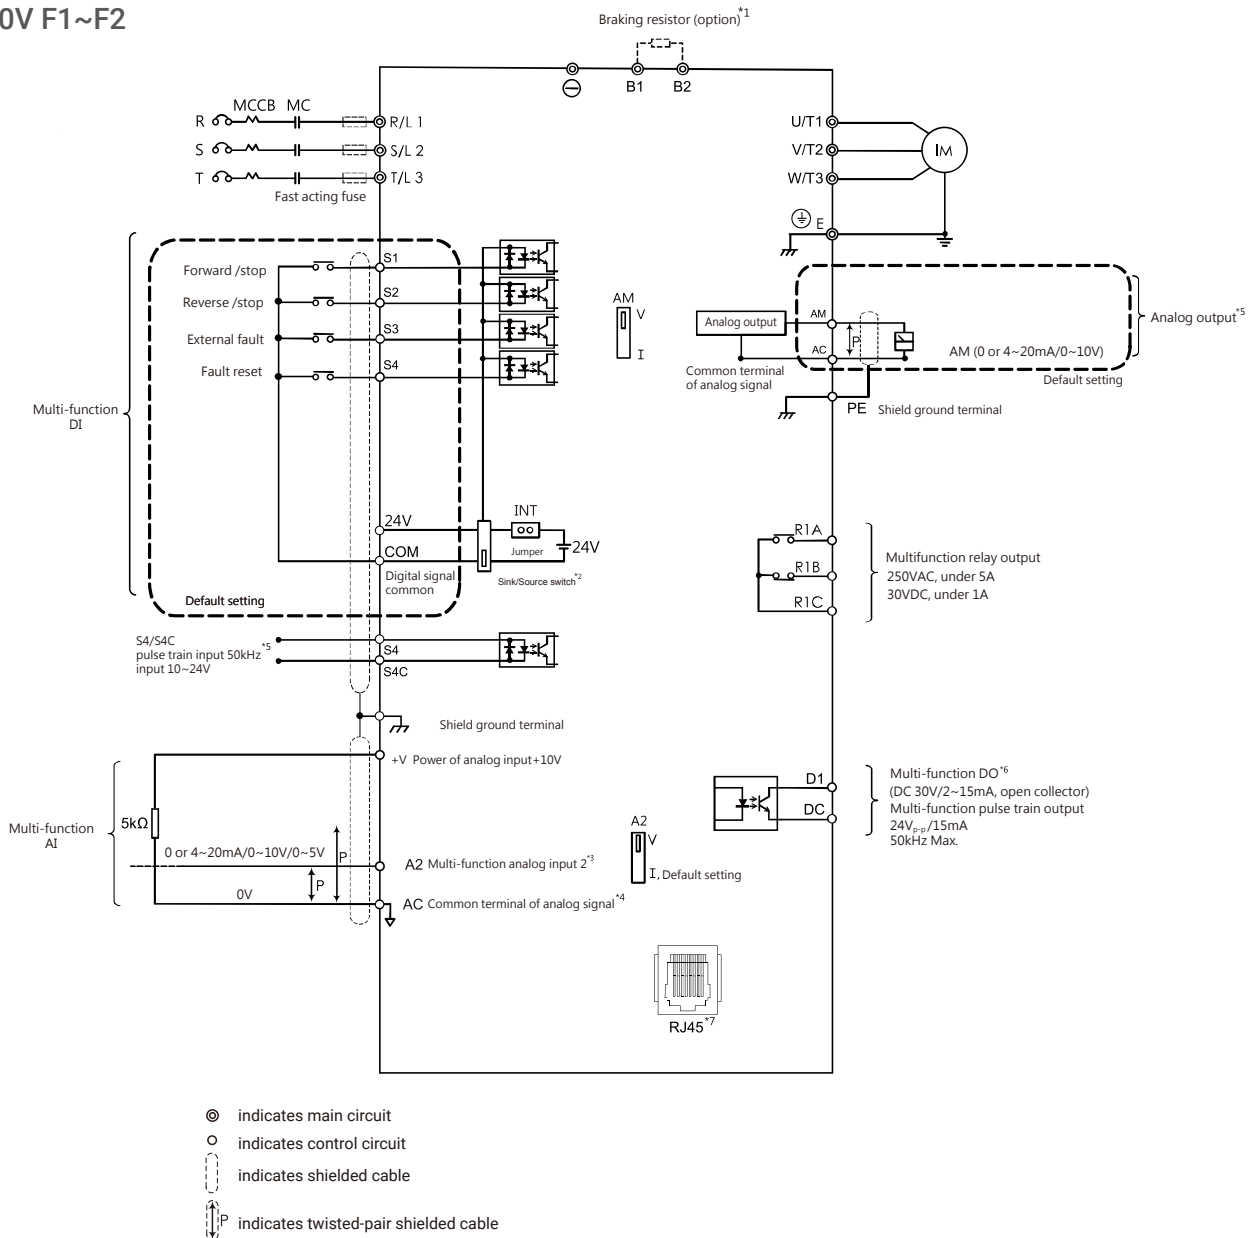 0V F1~F2
Braking resistor (option)*1
B1 B2
MCCB MC
R
R/L 1
S
S/L 2
T
T/L 3
Fast acting fuse
U/T1
V/T2
W/T3
IM
E
Multi-function
DI
Forward /stop
S1
Reverse /stop
S2
External fault
S3
Fault reset
S4
24V
COM
Digital signal
common
Default setting
INT
Jumper
24V
Sink/Source switch*2
AM
V
I
Analog output
AM
AC
P
AM (0 or 4~20mA/0~10V)
Analog output*5
Default setting
Common terminal
of analog signal
PE Shield ground terminal
R1A
R1B
R1C
Multifunction relay output
250VAC, under 5A
30VDC, under 1A
S4/S4C
pulse train input 50kHz*5
input 10~24V
S4
S4C
Shield ground terminal
+V Power of analog input+10V
Multi-function
AI
5kΩ
0 or 4~20mA/0~10V/0~5V
P
P
0V
A2 Multi-function analog input 2*3
AC Common terminal of analog signal*4
A2
V
I, Default setting
D1
DC
Multi-function DO*6
(DC 30V/2~15mA, open collector)
Multi-function pulse train output
24Vp-p/15mA
50kHz Max.
RJ45*7
indicates main circuit
indicates control circuit
indicates shielded cable
P indicates twisted-pair shielded cable